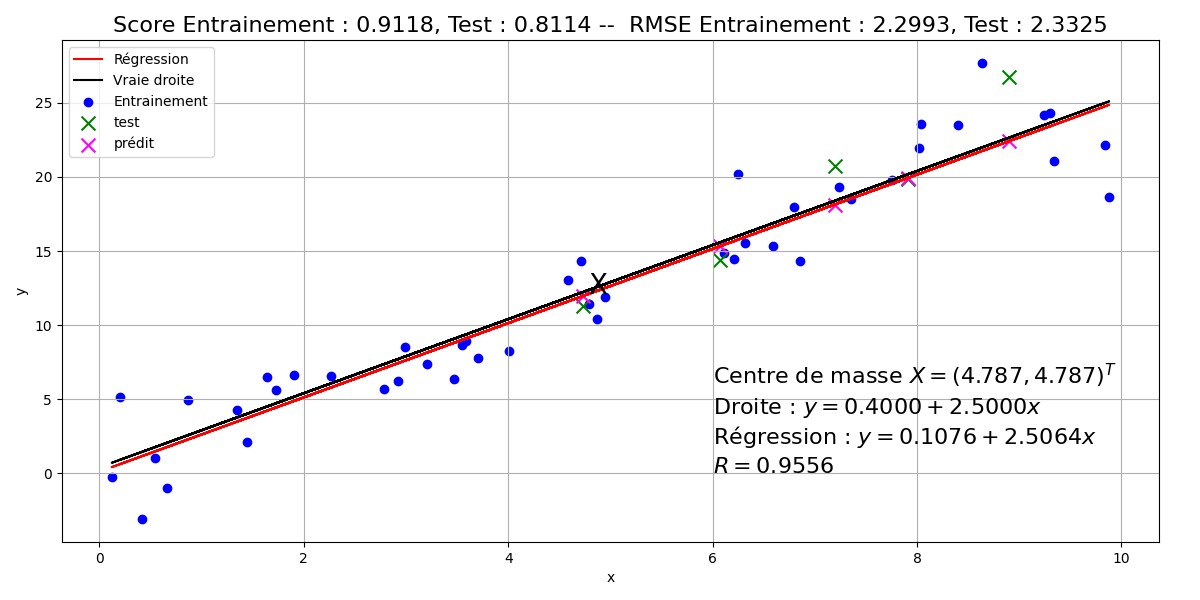 Score Entrainement : 0.9118, Test : 0.8114 --  RMSE Entrainement : 2.2993, Test : 2.3325
Régression
Vraie droite
Entrainement
test
prédit
25
20
15
10
5
0
y
X
Centre de masse X = (4.787, 4.787)^T
Droite : y = 0.4000 + 2.5000x
Régression : y = 0.1076 + 2.5064x
R = 0.9556
0 2 4 6 8 10
x